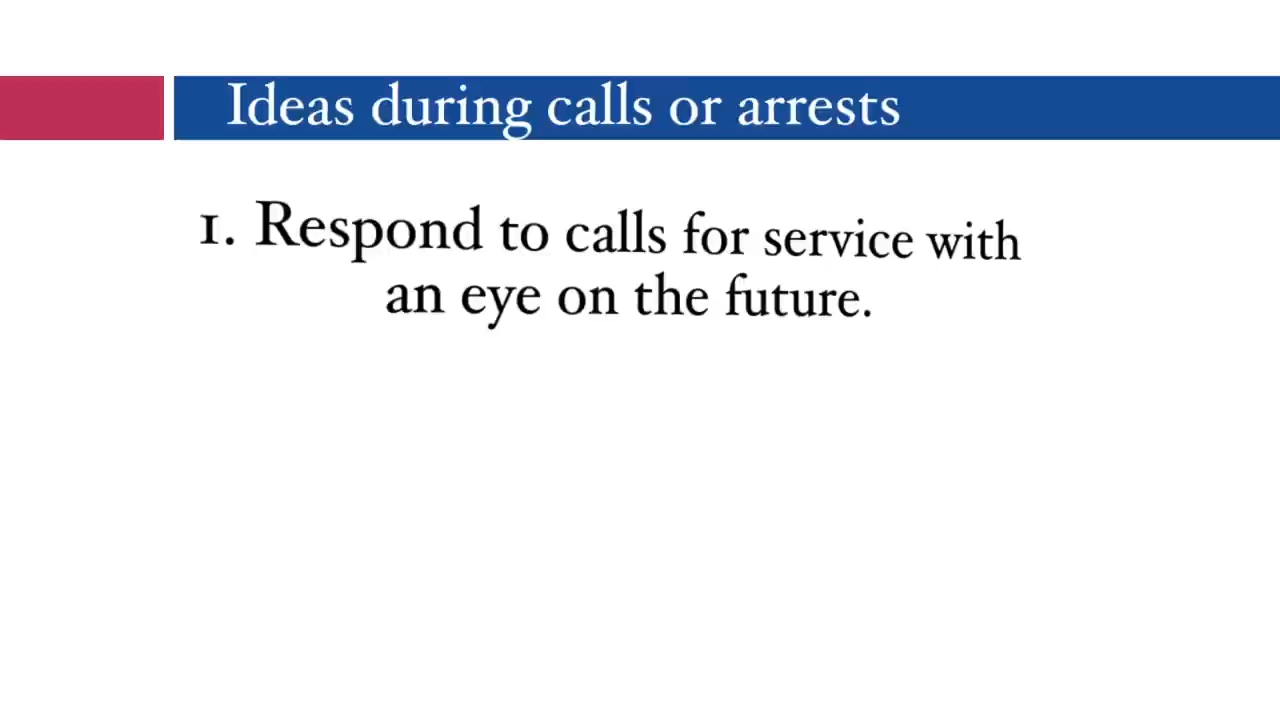 Ideas during calls or arrests
1. Respond to calls for service with
an eye on the future.